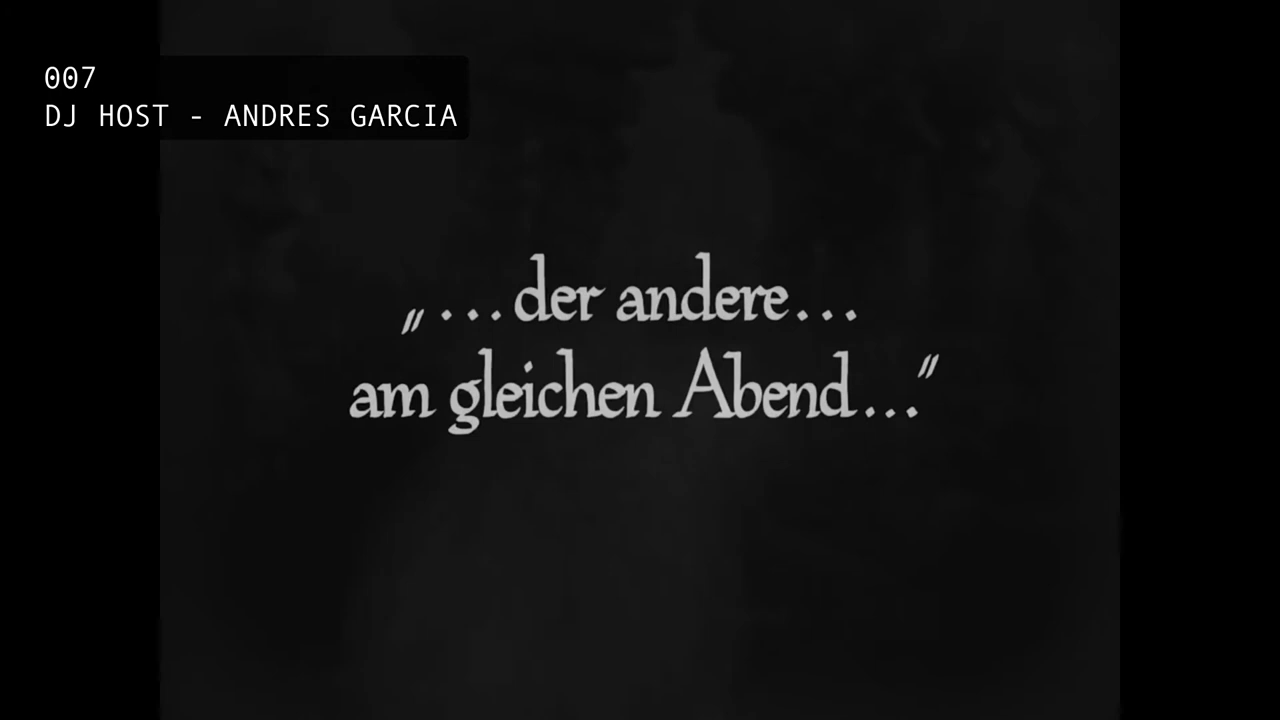 007
DJ HOST - ANDRES GARCIA
„...der andere...
am gleichen Abend..."